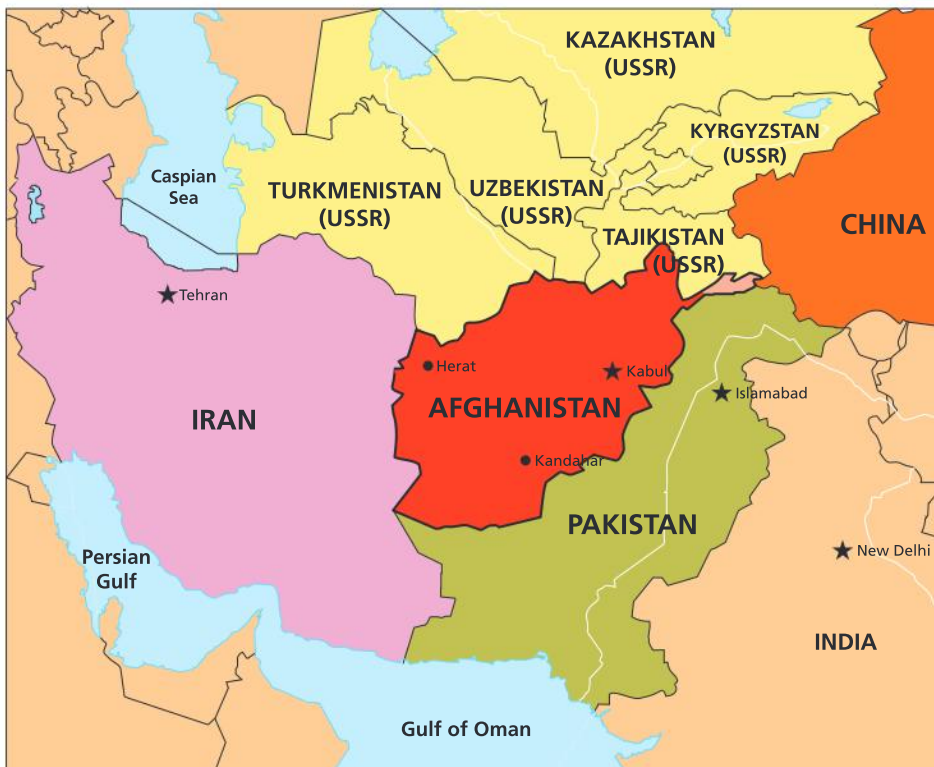 KAZAKHSTAN
(USSR)
KYRGYZSTAN
(USSR)
Caspian
Sea
TURKMENISTAN
(USSR)
UZBEKISTAN
(USSR)
TAJIKISTAN
(USSR)
CHINA
Tehran
Herat
Kabul
Islamabad
IRAN
AFGHANISTAN
Kandahar
PAKISTAN
New Delhi
Persian
Gulf
INDIA
Gulf of Oman